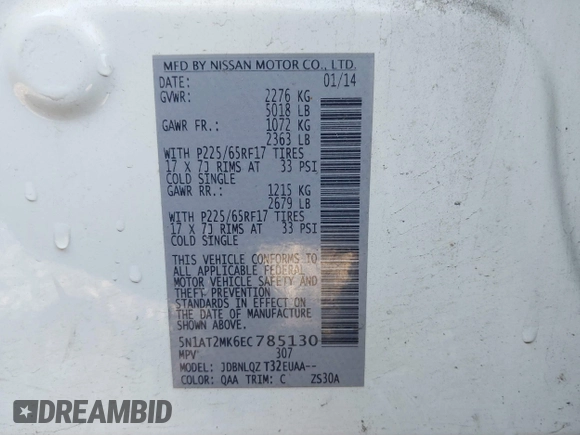 MFD BY NISSAN MOTOR CO., LTD.
DATE: 01/14
GVWR: 2276 KG
5018 LB
GAWR FR.: 1072 KG
2363 LB
WITH P225/65RF17 TIRES
17 X 7J RIMS AT 33 PSI
COLD SINGLE
GAWR RR.: 1215 KG
2679 LB
WITH P225/65RF17 TIRES
17 X 7J RIMS AT 33 PSI
COLD SINGLE
THIS VEHICLE CONFORMS TO
ALL APPLICABLE FEDERAL
MOTOR VEHICLE SAFETY AND
THEFT PREVENTION
STANDARDS IN EFFECT ON
THE DATE OF MANUFACTURE
SHOWN ABOVE.
5N1AT2MK6EC785130
MPV 307
MODEL: JDBNLQZ T32EUAA--
COLOR: QAA TRIM: C ZS30A
DREAMBID